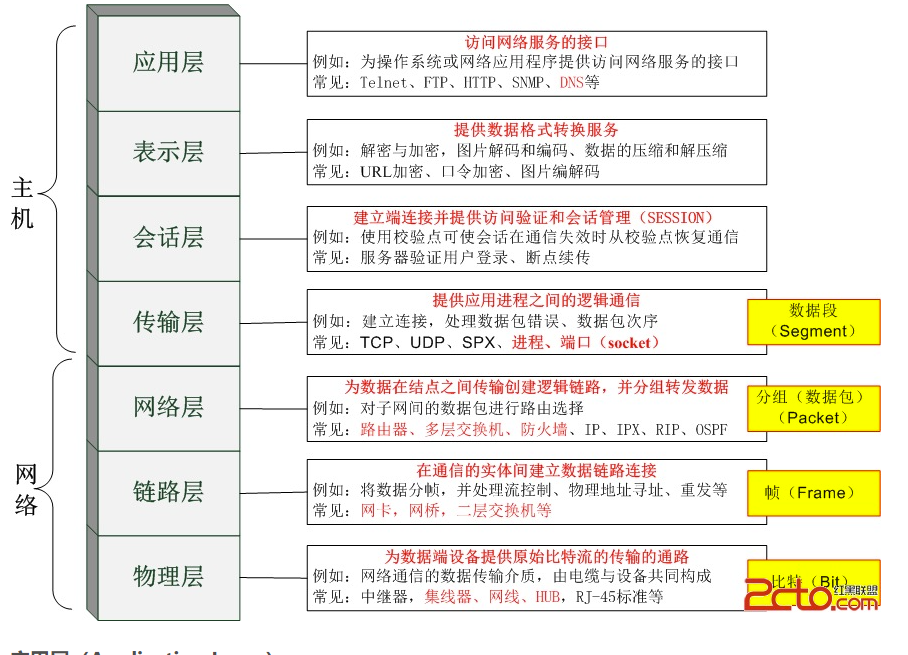 应用层
访问网络服务的接口
例如：为操作系统或网络应用程序提供访问网络服务的接口
常见：Telnet、FTP、HTTP、SNMP、DNS等
表示层
提供数据格式转换服务
例如：解密与加密，图片解码和编码、数据的压缩和解压缩
常见：URL加密、口令加密、图片编解码
主机
会话层
建立端连接并提供访问验证和会话管理（SESSION）
例如：使用校验点可使会话在通信失效时从校验点恢复通信
常见：服务器验证用户登录、断点续传
传输层
提供应用进程之间的逻辑通信
例如：建立连接，处理数据包错误、数据包次序
常见：TCP、UDP、SPX、进程、端口（socket）
数据段
（Segment）
网络层
为数据在结点之间传输创建逻辑链路，并分组转发数据
例如：对子网间的数据包进行路由选择
常见：路由器、多层交换机、防火墙、IP、IPX、RIP、OSPF
分组（数据包）
（Packet）
网络
链路层
在通信的实体间建立数据链路连接
例如：将数据分帧，并处理流控制、物理地址寻址、重发等
常见：网卡，网桥，二层交换机等
帧（Frame）
物理层
为数据端设备提供原始比特流的传输的通路
例如：网络通信的数据传输介质，由电缆与设备共同构成
常见：中继器，集线器、网线、HUB，RJ-45标准等
比特（Bit）
2cto.com
红黑联盟